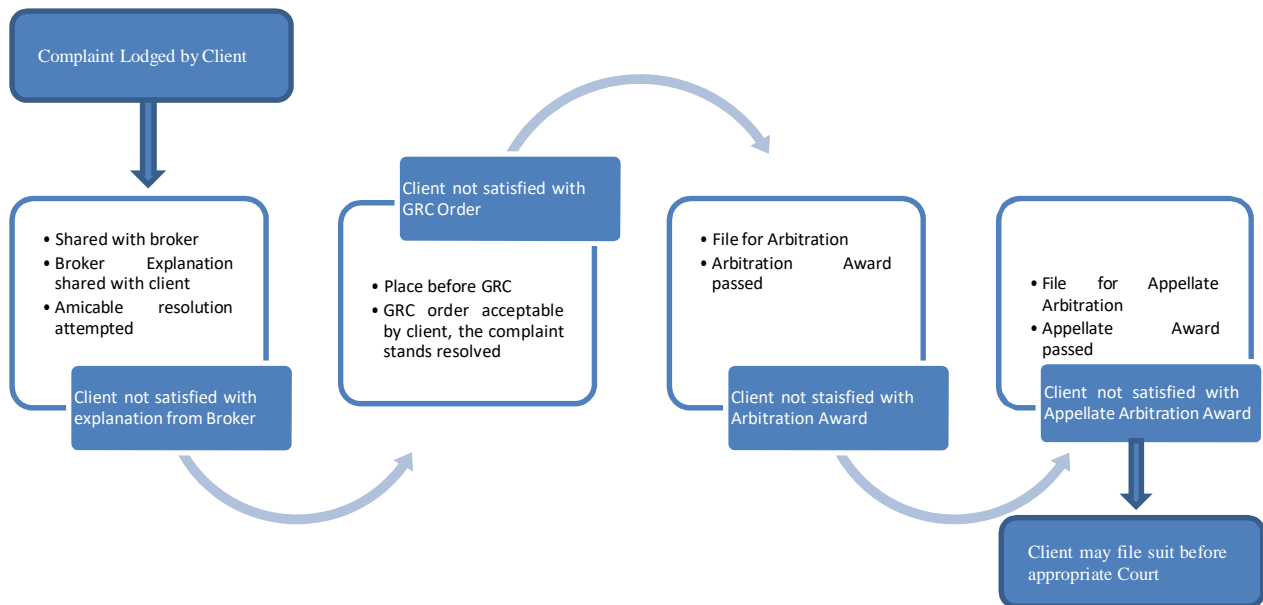 Complaint Lodged by Client
• Shared with broker
• Broker Explanation
shared with client
• Amicable resolution
attempted
Client not satisfied with
explanation from Broker
Client not satisfied with
GRC Order
• Place before GRC
• GRC order acceptable
by client, the complaint
stands resolved
• File for Arbitration
• Arbitration Award
passed
Client not staisfied with
Arbitration Award
• File for Appellate
Arbitration
• Appellate Award
passed
Client not satisfied with
Appellate Arbitration Award
Client may file suit before
appropriate Court